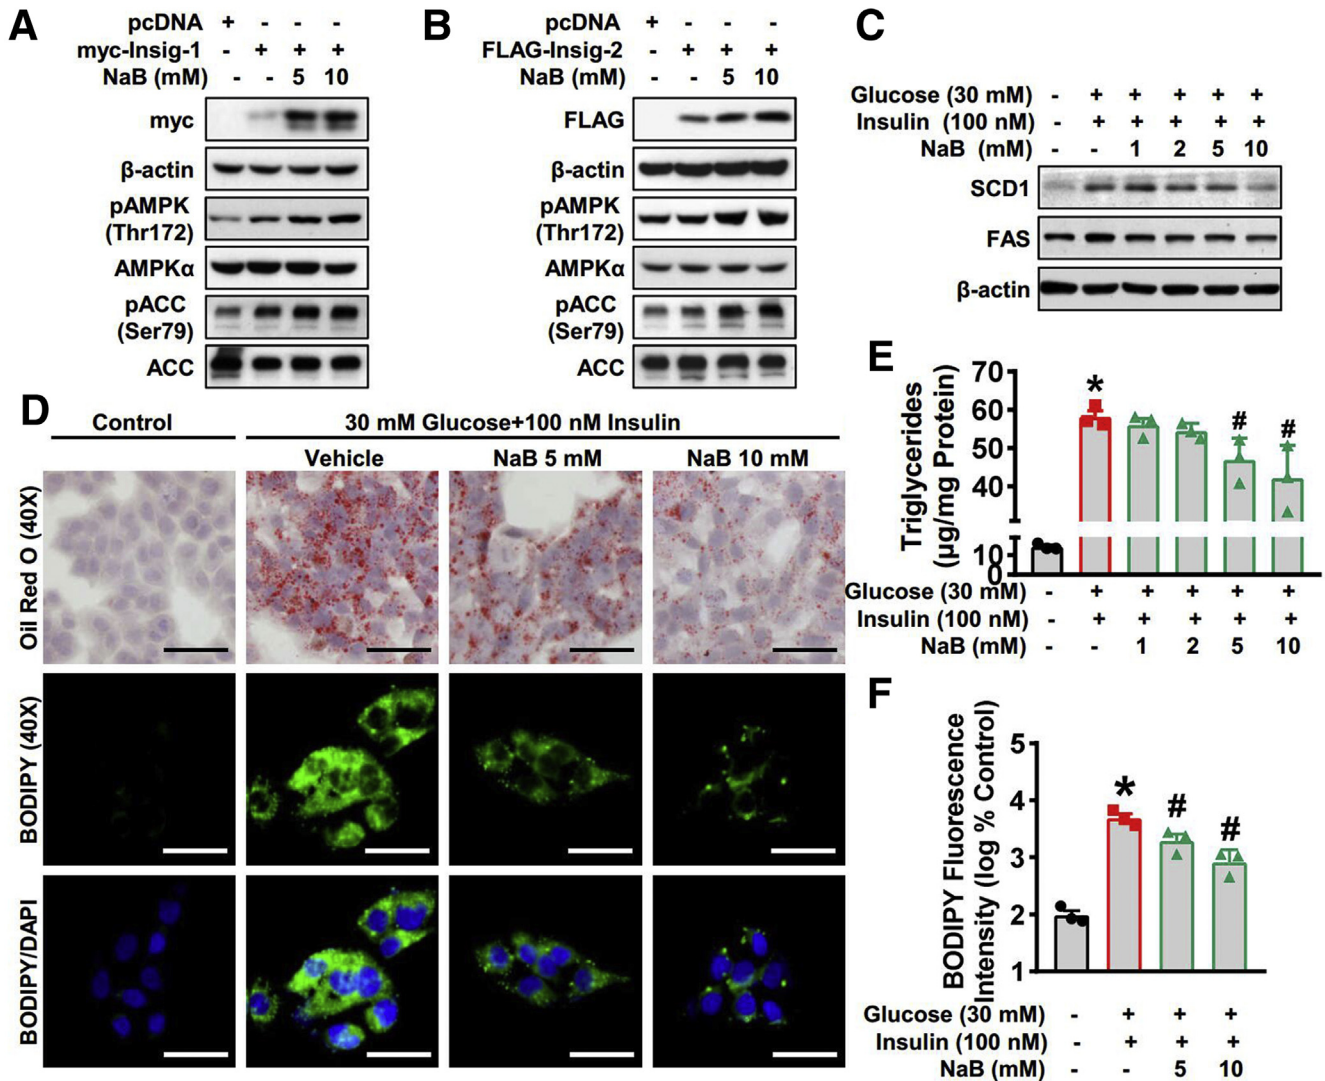 A
pcDNA + - - -
myc-Insig-1 - + + +
NaB (mM) - - 5 10
myc
β-actin
pAMPK
(Thr172)
AMPKα
pACC
(Ser79)
ACC
B
pcDNA + - - -
FLAG-Insig-2 - + + +
NaB (mM) - - 5 10
FLAG
β-actin
pAMPK
(Thr172)
AMPKα
pACC
(Ser79)
ACC
C
Glucose (30 mM) - + + + + +
Insulin (100 nM) - + + + + +
NaB (mM) - - 1 2 5 10
SCD1
FAS
β-actin
D
Control
30 mM Glucose+100 nM Insulin
Vehicle NaB 5 mM NaB 10 mM
Oil Red O (40X)
BODIPY (40X)
BODIPY/DAPI
E
Triglycerides
(µg/mg Protein)
70
60
50
40
10
0
*
#
#
Glucose (30 mM) - + + + + +
Insulin (100 nM) - + + + + +
NaB (mM) - - 1 2 5 10
F
BODIPY Fluorescence
Intensity (log % Control)
5
4
3
2
1
*
#
#
Glucose (30 mM) - + + +
Insulin (100 nM) - + + +
NaB (mM) - - 5 10